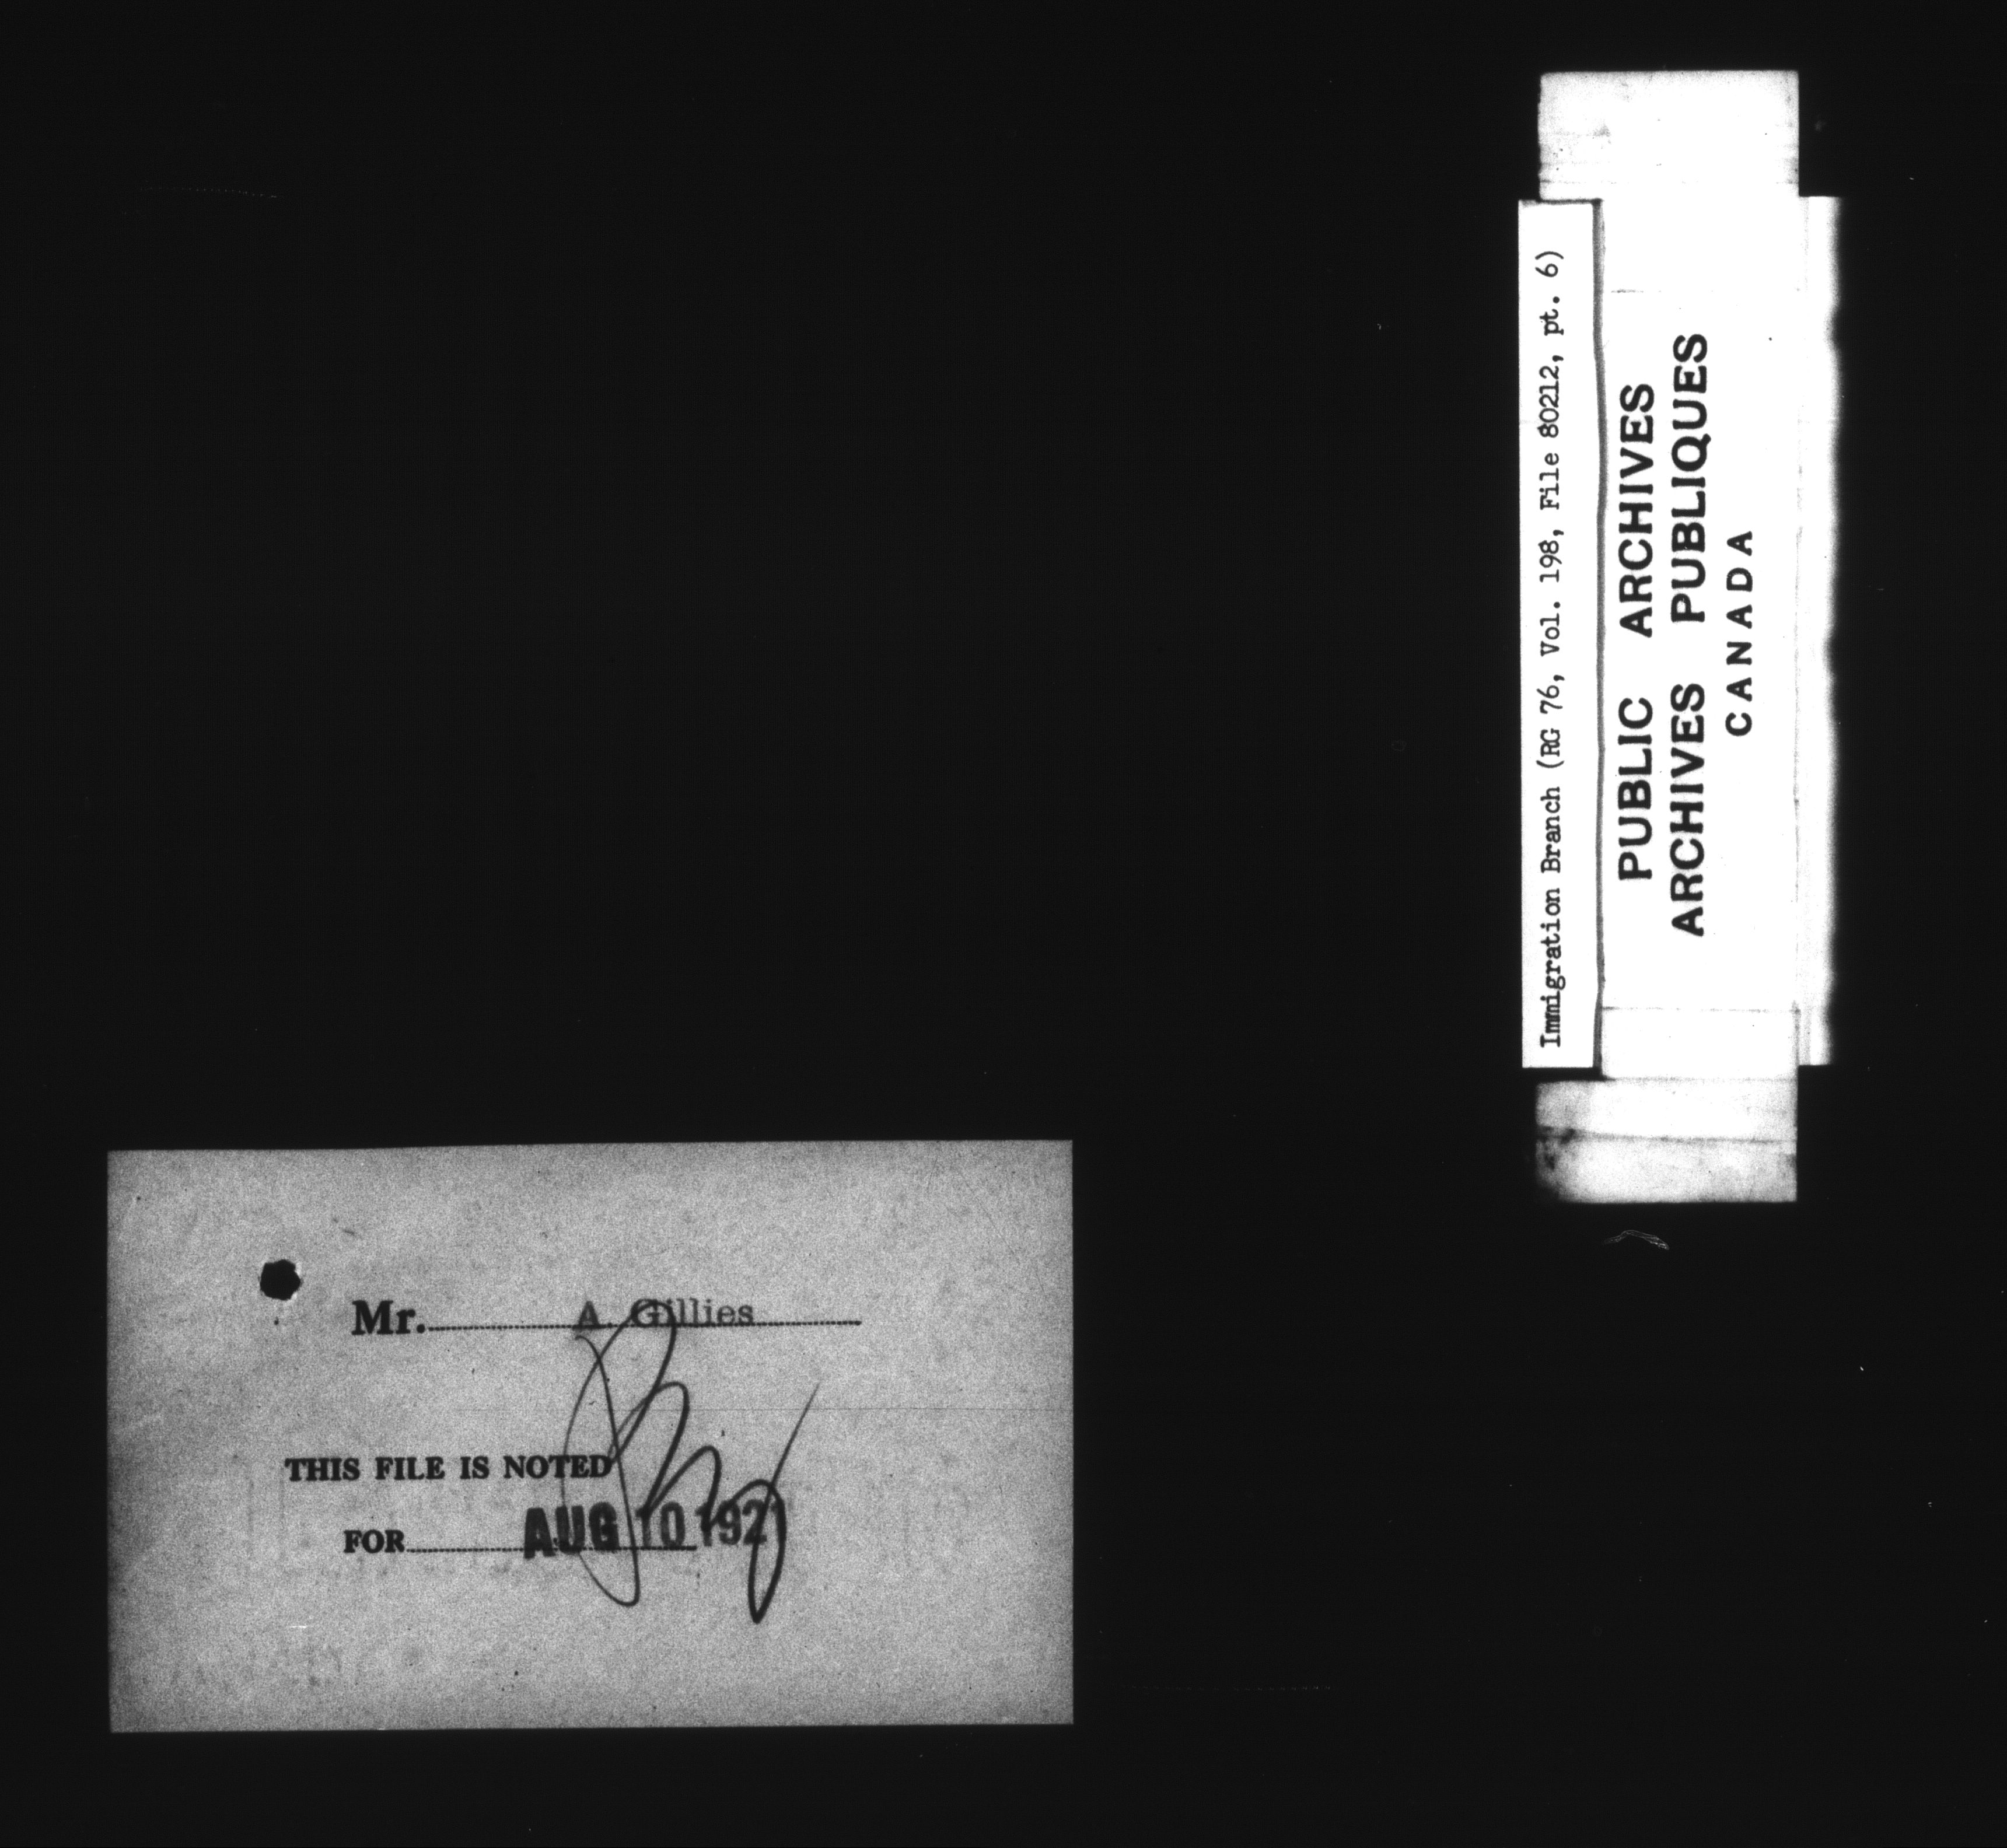 Immigration Branch (RG 76, Vol. 198, File 80212, pt. 6)
PUBLIC ARCHIVES
ARCHIVES PUBLIQUES
CANADA
Mr. A. Gillies
THIS FILE IS NOTED
FOR AUG 10 1921